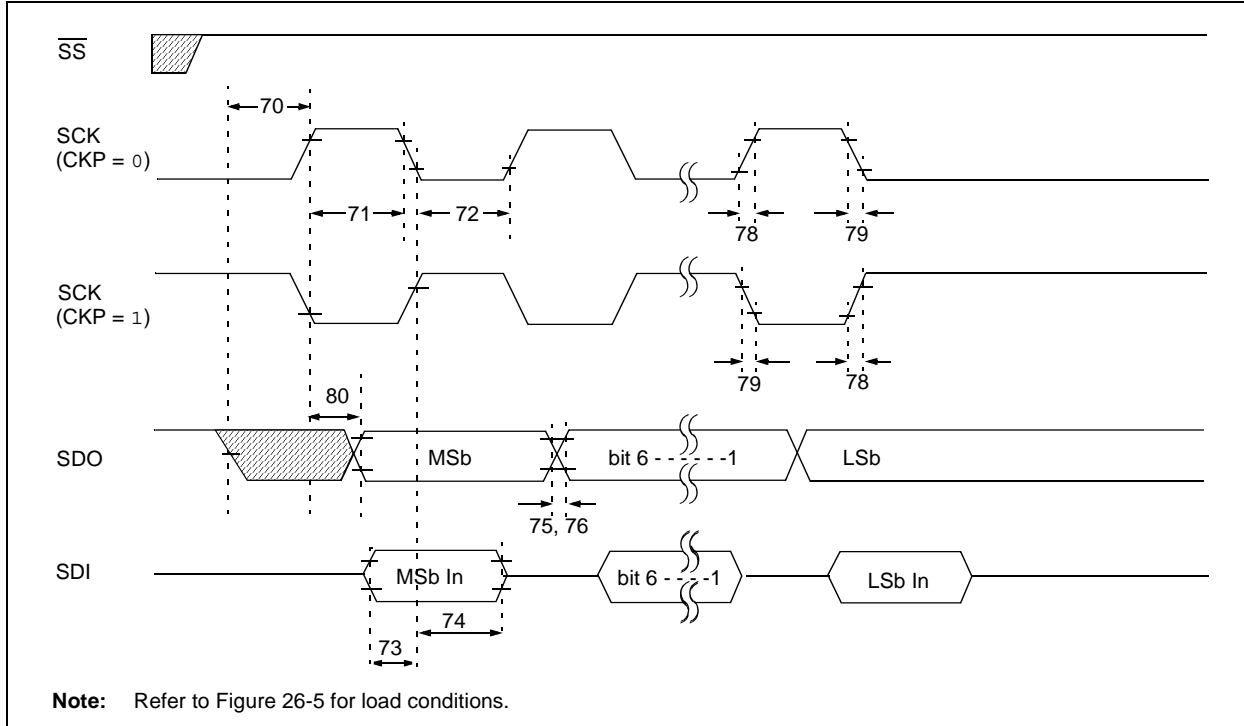 SS
70
SCK
(CKP = 0)
71
72
78
79
SCK
(CKP = 1)
79
78
80
SDO
MSb
bit 6 - - - - - - -1
LSb
75, 76
SDI
MSb In
bit 6 - - - - -1
LSb In
74
73
Note: Refer to Figure 26-5 for load conditions.